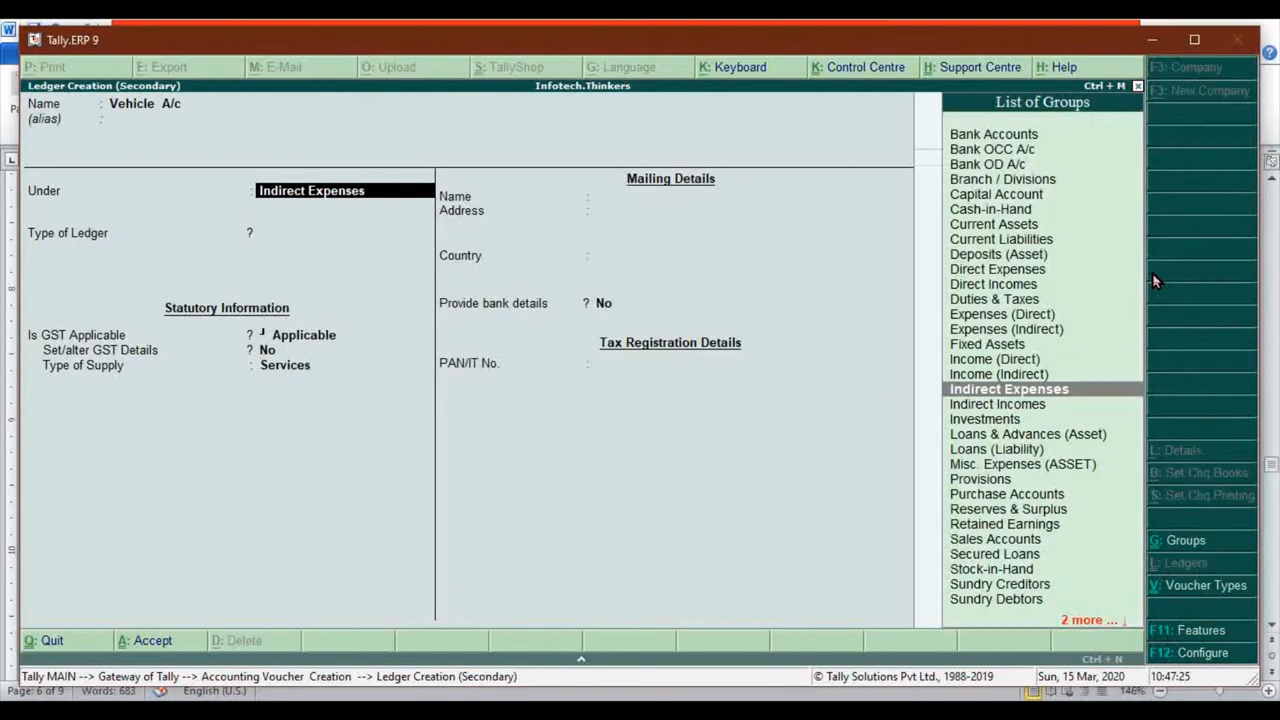 Tally.ERP 9
P: Print E: Export M: E-Mail O: Upload S: TallyShop G: Language K: Keyboard K: Control Centre H: Support Centre H: Help F3: Company
Ledger Creation (Secondary) Infotech.Thinkers Ctrl + M
F3: New Company
Name : Vehicle A/c
(alias) :
Under : Indirect Expenses
Type of Ledger ?
Statutory Information
Is GST Applicable ? ┘ Applicable
Set/alter GST Details ? No
Type of Supply : Services
Mailing Details
Name :
Address :
Country :
Provide bank details ? No
Tax Registration Details
PAN/IT No. :
List of Groups
Bank Accounts
Bank OCC A/c
Bank OD A/c
Branch / Divisions
Capital Account
Cash-in-Hand
Current Assets
Current Liabilities
Deposits (Asset)
Direct Expenses
Direct Incomes
Duties & Taxes
Expenses (Direct)
Expenses (Indirect)
Fixed Assets
Income (Direct)
Income (Indirect)
Indirect Expenses
Indirect Incomes
Investments
Loans & Advances (Asset)
Loans (Liability)
Misc. Expenses (ASSET)
Provisions
Purchase Accounts
Reserves & Surplus
Retained Earnings
Sales Accounts
Secured Loans
Stock-in-Hand
Sundry Creditors
Sundry Debtors
2 more ... ↓
L: Details.
B: Set Chq Books
S: Set Chq Printing
G: Groups
L: Ledgers
V: Voucher Types
F11: Features
F12: Configure
Q: Quit A: Accept D: Delete
Ctrl + N
Tally MAIN --> Gateway of Tally --> Accounting Voucher Creation --> Ledger Creation (Secondary) © Tally Solutions Pvt Ltd., 1988-2019 Sun, 15 Mar, 2020 10:47:25
Page: 6 of 9 Words: 683 English (U.S.) 146%